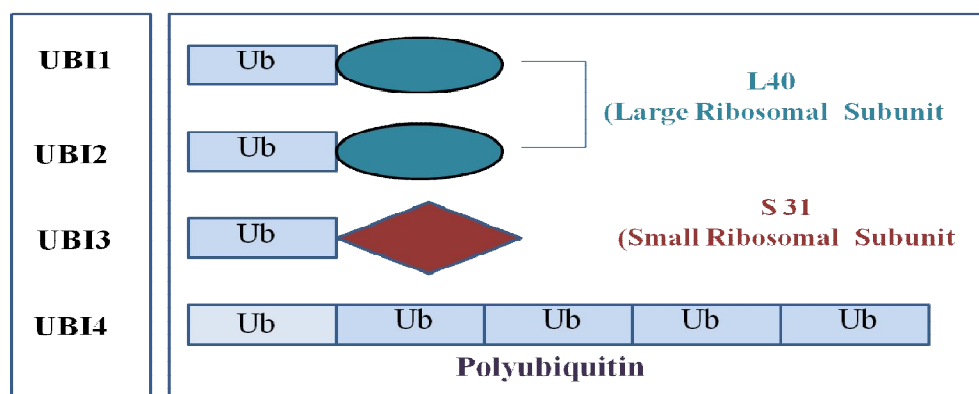 UBI1
Ub
L40
(Large Ribosomal Subunit
UBI2
Ub
UBI3
Ub
S 31
(Small Ribosomal Subunit
UBI4
Ub Ub Ub Ub Ub
Polyubiquitin